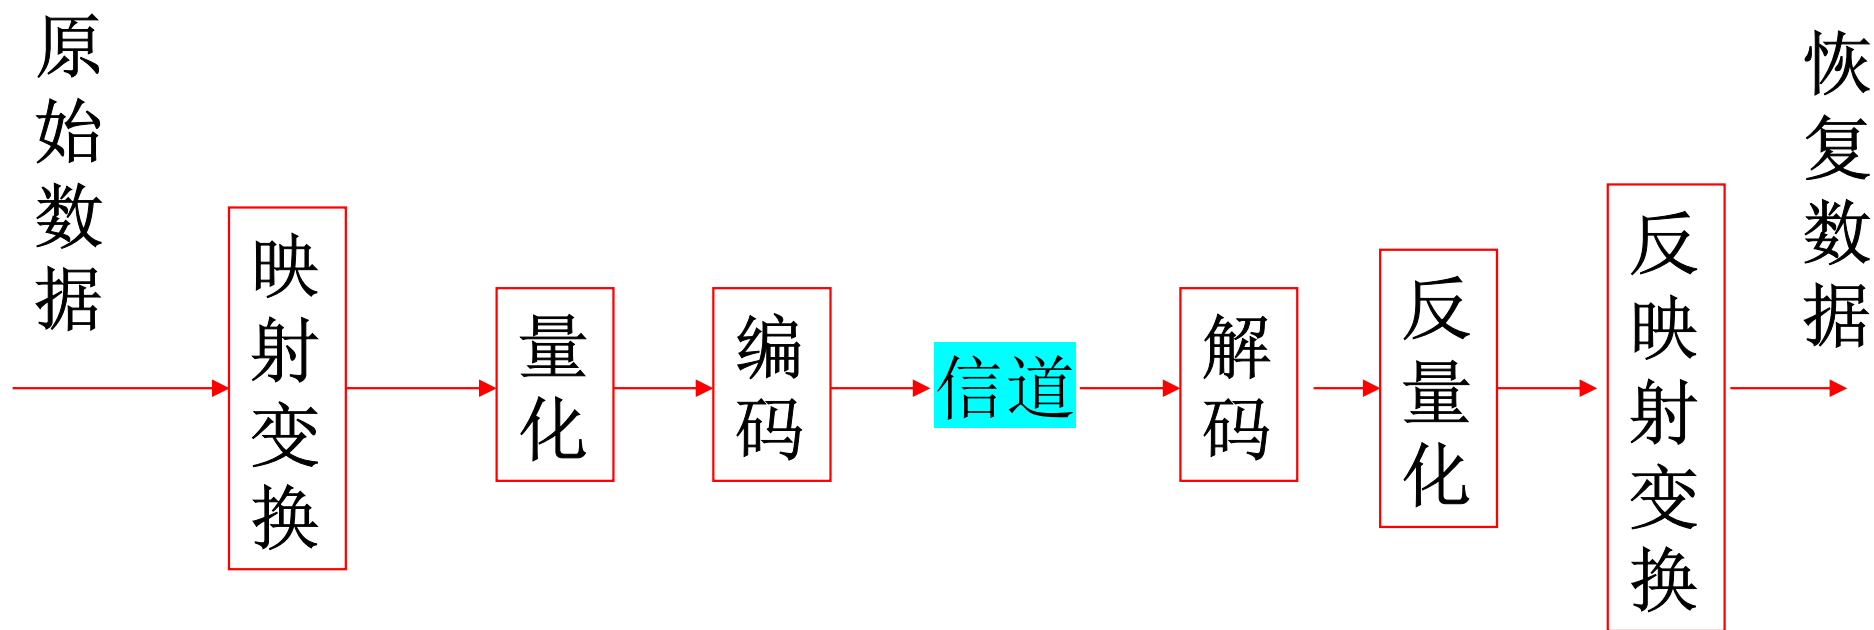 原始数据
映射变换
量化
编码
信道
解码
反量化
反映射变换
恢复数据